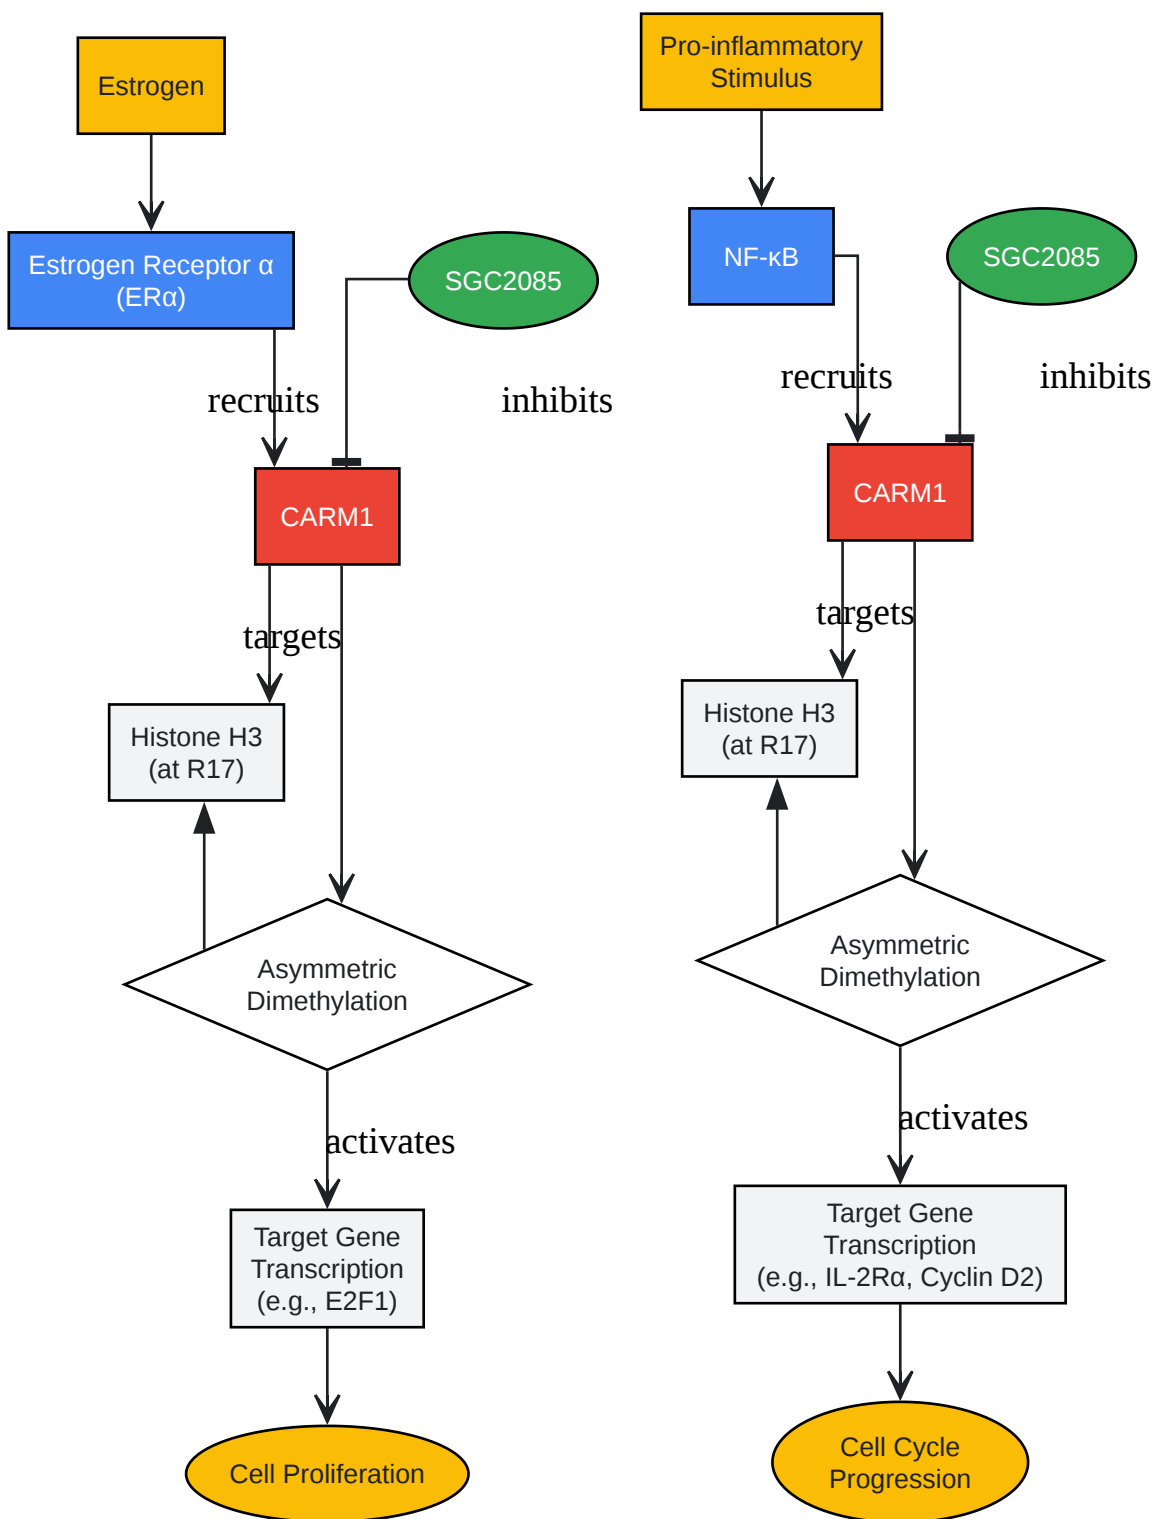 Estrogen
Estrogen Receptor α
(ERα)
SGC2085
recruits
inhibits
CARM1
targets
Histone H3
(at R17)
Asymmetric
Dimethylation
activates
Target Gene
Transcription
(e.g., E2F1)
Cell Proliferation
Pro-inflammatory
Stimulus
NF-κB
SGC2085
recruits
inhibits
CARM1
targets
Histone H3
(at R17)
Asymmetric
Dimethylation
activates
Target Gene
Transcription
(e.g., IL-2Rα, Cyclin D2)
Cell Cycle
Progression